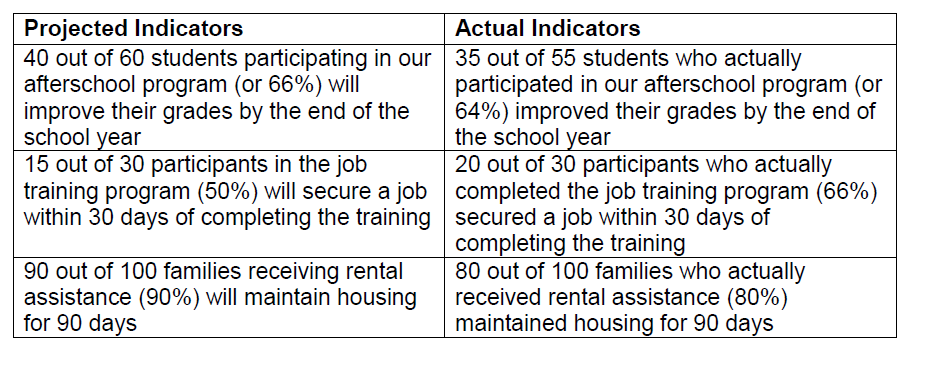 Projected Indicators
Actual Indicators
40 out of 60 students participating in our
afterschool program (or 66%) will
improve their grades by the end of the
school year
35 out of 55 students who actually
participated in our afterschool program (or
64%) improved their grades by the end of
the school year
15 out of 30 participants in the job
training program (50%) will secure a job
within 30 days of completing the training
20 out of 30 participants who actually
completed the job training program (66%)
secured a job within 30 days of
completing the training
90 out of 100 families receiving rental
assistance (90%) will maintain housing
for 90 days
80 out of 100 families who actually
received rental assistance (80%)
maintained housing for 90 days